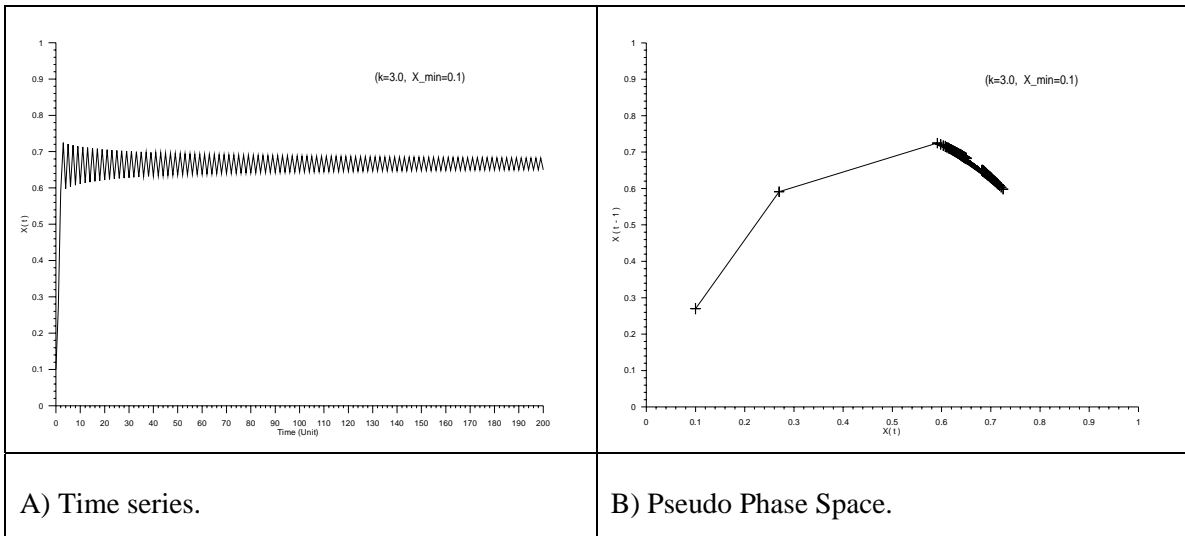 1
0.9
0.8
0.7
0.6
0.5
0.4
0.3
0.2
0.1
0
X( t )
(k=3.0, X_min=0.1)
0 10 20 30 40 50 60 70 80 90 100 110 120 130 140 150 160 170 180 190 200
Time (Unit)
1
0.9
0.8
0.7
0.6
0.5
0.4
0.3
0.2
0.1
0
X ( t - 1 )
(k=3.0, X_min=0.1)
0 0.1 0.2 0.3 0.4 0.5 0.6 0.7 0.8 0.9 1
X( t )
A) Time series.
B) Pseudo Phase Space.